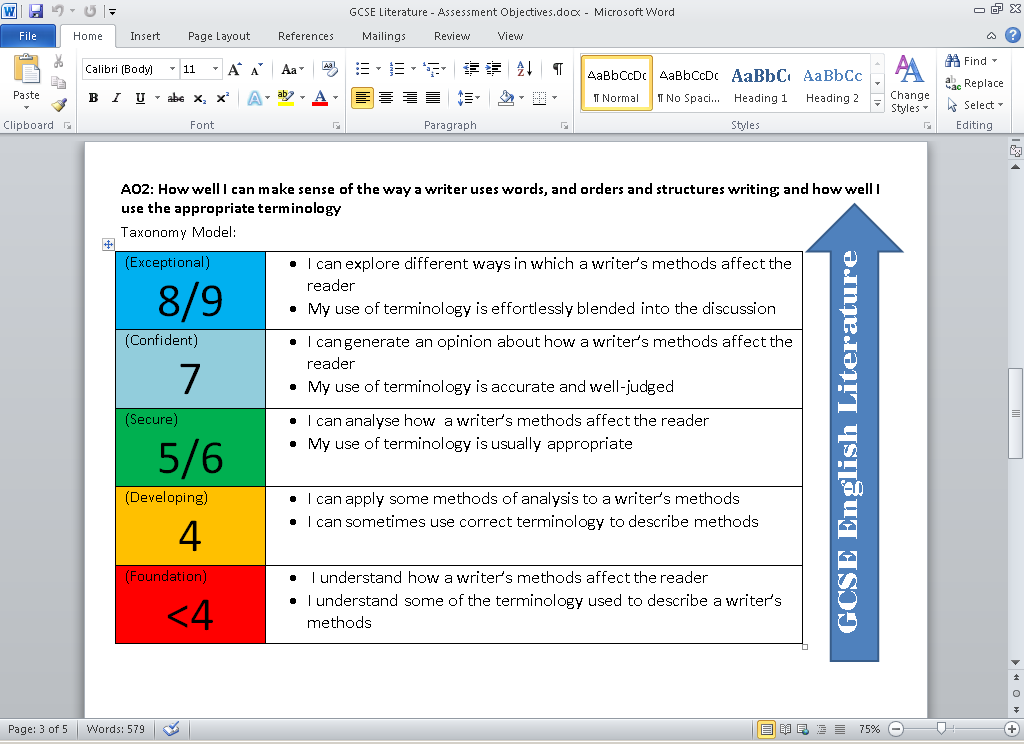 GCSE Literature - Assessment Objectives.docx - Microsoft Word
File Home Insert Page Layout References Mailings Review View
Paste
Clipboard
Calibri (Body) 11
Font
Paragraph
AaBbCcDc AaBbCcDc AaBbC AaBbCc
¶ Normal ¶ No Spaci... Heading 1 Heading 2
Styles
Change
Styles
Find
Replace
Select
Editing
AO2: How well I can make sense of the way a writer uses words, and orders and structures writing; and how well I
use the appropriate terminology
Taxonomy Model:
(Exceptional)
8/9
• I can explore different ways in which a writer's methods affect the
reader
• My use of terminology is effortlessly blended into the discussion
(Confident)
7
• I can generate an opinion about how a writer's methods affect the
reader
• My use of terminology is accurate and well-judged
(Secure)
5/6
• I can analyse how a writer's methods affect the reader
• My use of terminology is usually appropriate
(Developing)
4
• I can apply some methods of analysis to a writer's methods
• I can sometimes use correct terminology to describe methods
(Foundation)
<4
• I understand how a writer's methods affect the reader
• I understand some of the terminology used to describe a writer's
methods
GCSE English Literature
Page: 3 of 5 Words: 579 75%